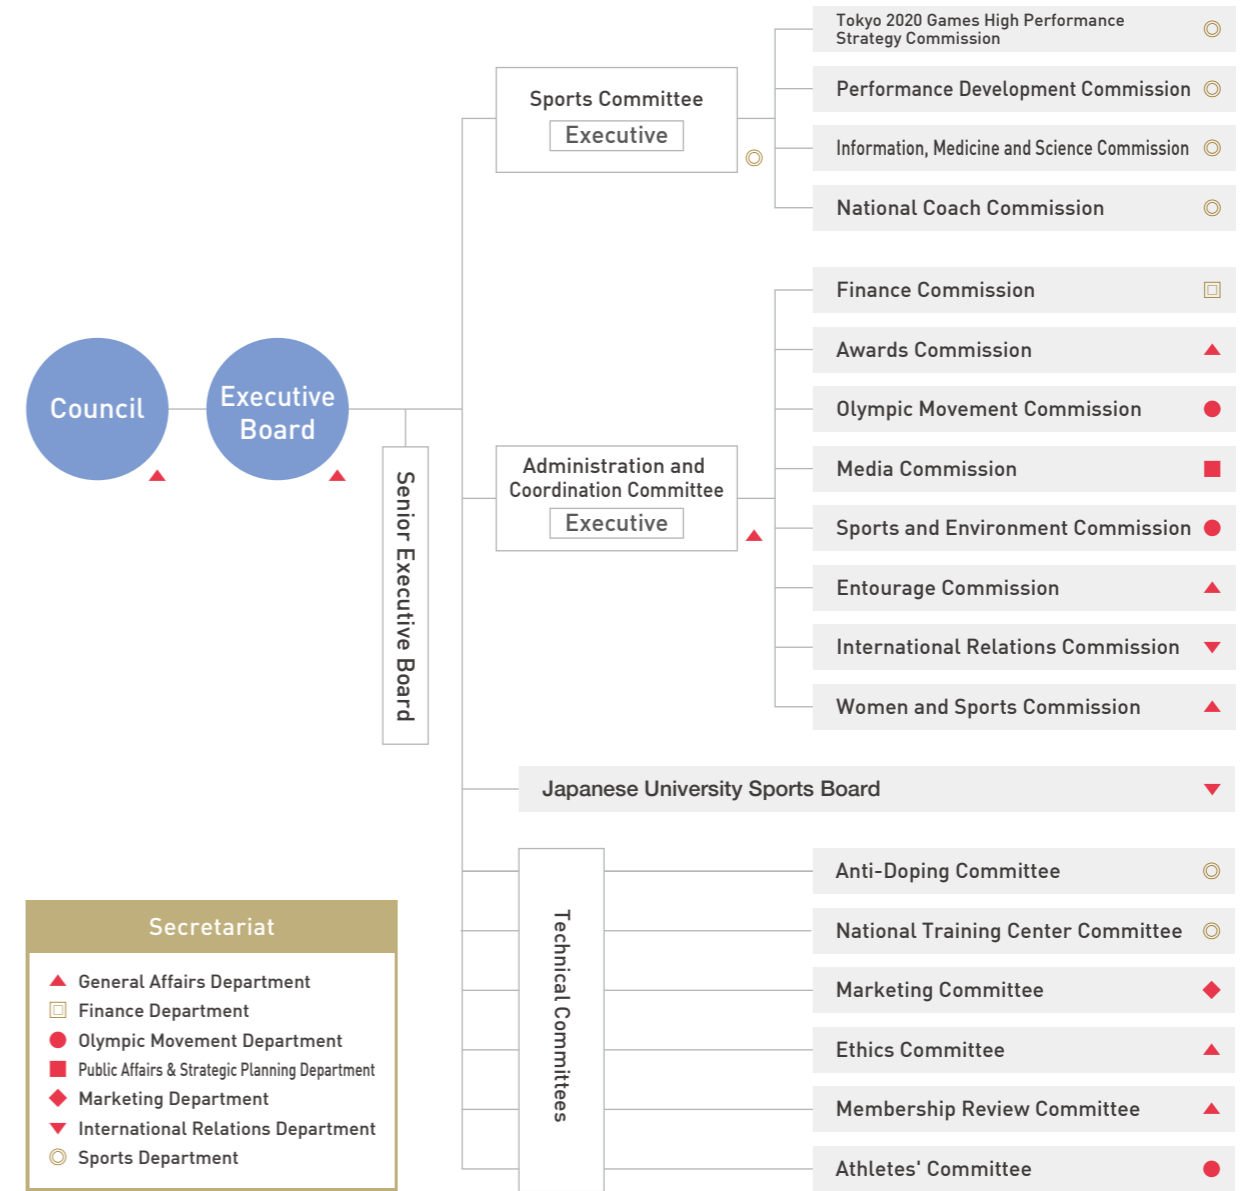 Council
Executive
Board
Senior Executive Board
Sports Committee
Executive
Tokyo 2020 Games High Performance
Strategy Commission
Performance Development Commission
Information, Medicine and Science Commission
National Coach Commission
Administration and
Coordination Committee
Executive
Finance Commission
Awards Commission
Olympic Movement Commission
Media Commission
Sports and Environment Commission
Entourage Commission
International Relations Commission
Women and Sports Commission
Japanese University Sports Board
Technical Committees
Anti-Doping Committee
National Training Center Committee
Marketing Committee
Ethics Committee
Membership Review Committee
Athletes' Committee
Secretariat
General Affairs Department
Finance Department
Olympic Movement Department
Public Affairs & Strategic Planning Department
Marketing Department
International Relations Department
Sports Department